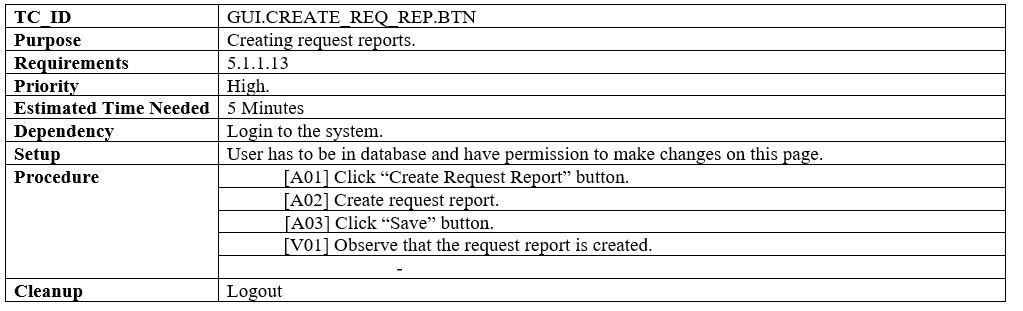 TC_ID GUI.CREATE_REQ_REP.BTN
Purpose Creating request reports.
Requirements 5.1.1.13
Priority High.
Estimated Time Needed 5 Minutes
Dependency Login to the system.
Setup User has to be in database and have permission to make changes on this page.
Procedure [A01] Click “Create Request Report” button.
[A02] Create request report.
[A03] Click “Save” button.
[V01] Observe that the request report is created.
-
Cleanup Logout